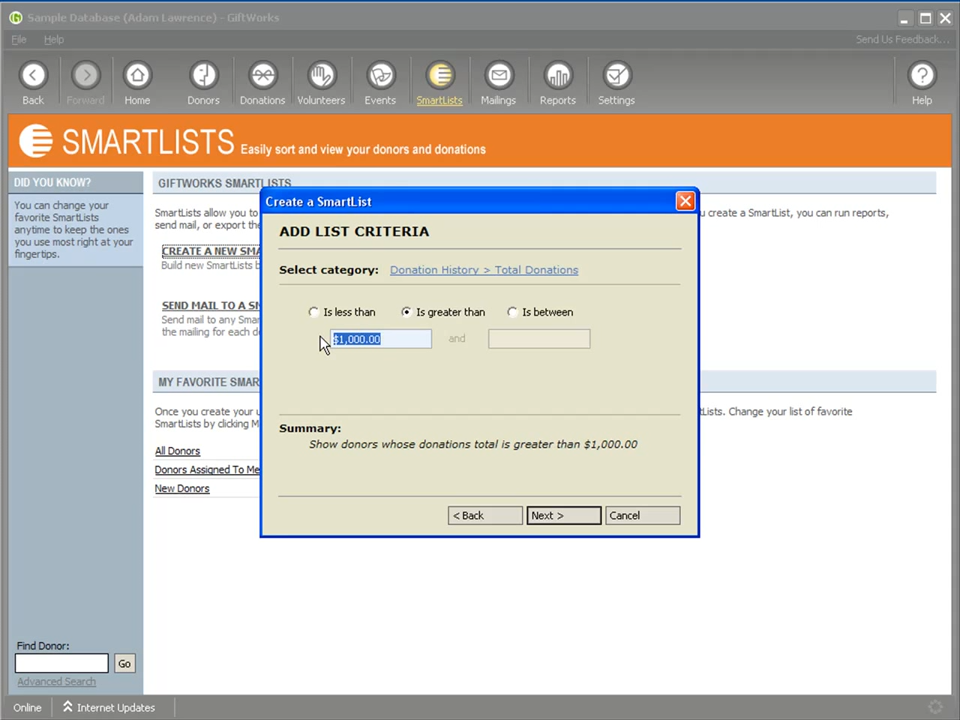 Sample Database (Adam Lawrence) - GiftWorks
File Help Send Us Feedback...
Back Forward Home Donors Donations Volunteers Events SmartLists Mailings Reports Settings Help
SMARTLISTS Easily sort and view your donors and donations
DID YOU KNOW?
You can change your
favorite SmartLists
anytime to keep the ones
you use most right at your
fingertips.
Find Donor:
Go
Advanced Search
GIFTWORKS SMARTLISTS
SmartLists allow you to u create a SmartList, you can run reports,
send mail, or export the
CREATE A NEW SMA
Build new SmartLists b
SEND MAIL TO A SM
Send mail to any Smar
the mailing for each d
MY FAVORITE SMAR
Once you create your u Lists. Change your list of favorite
SmartLists by clicking M
All Donors
Donors Assigned To Me
New Donors
Create a SmartList
ADD LIST CRITERIA
Select category: Donation History > Total Donations
Is less than Is greater than Is between
$1,000.00 and
Summary:
Show donors whose donations total is greater than $1,000.00
< Back Next > Cancel
Online Internet Updates